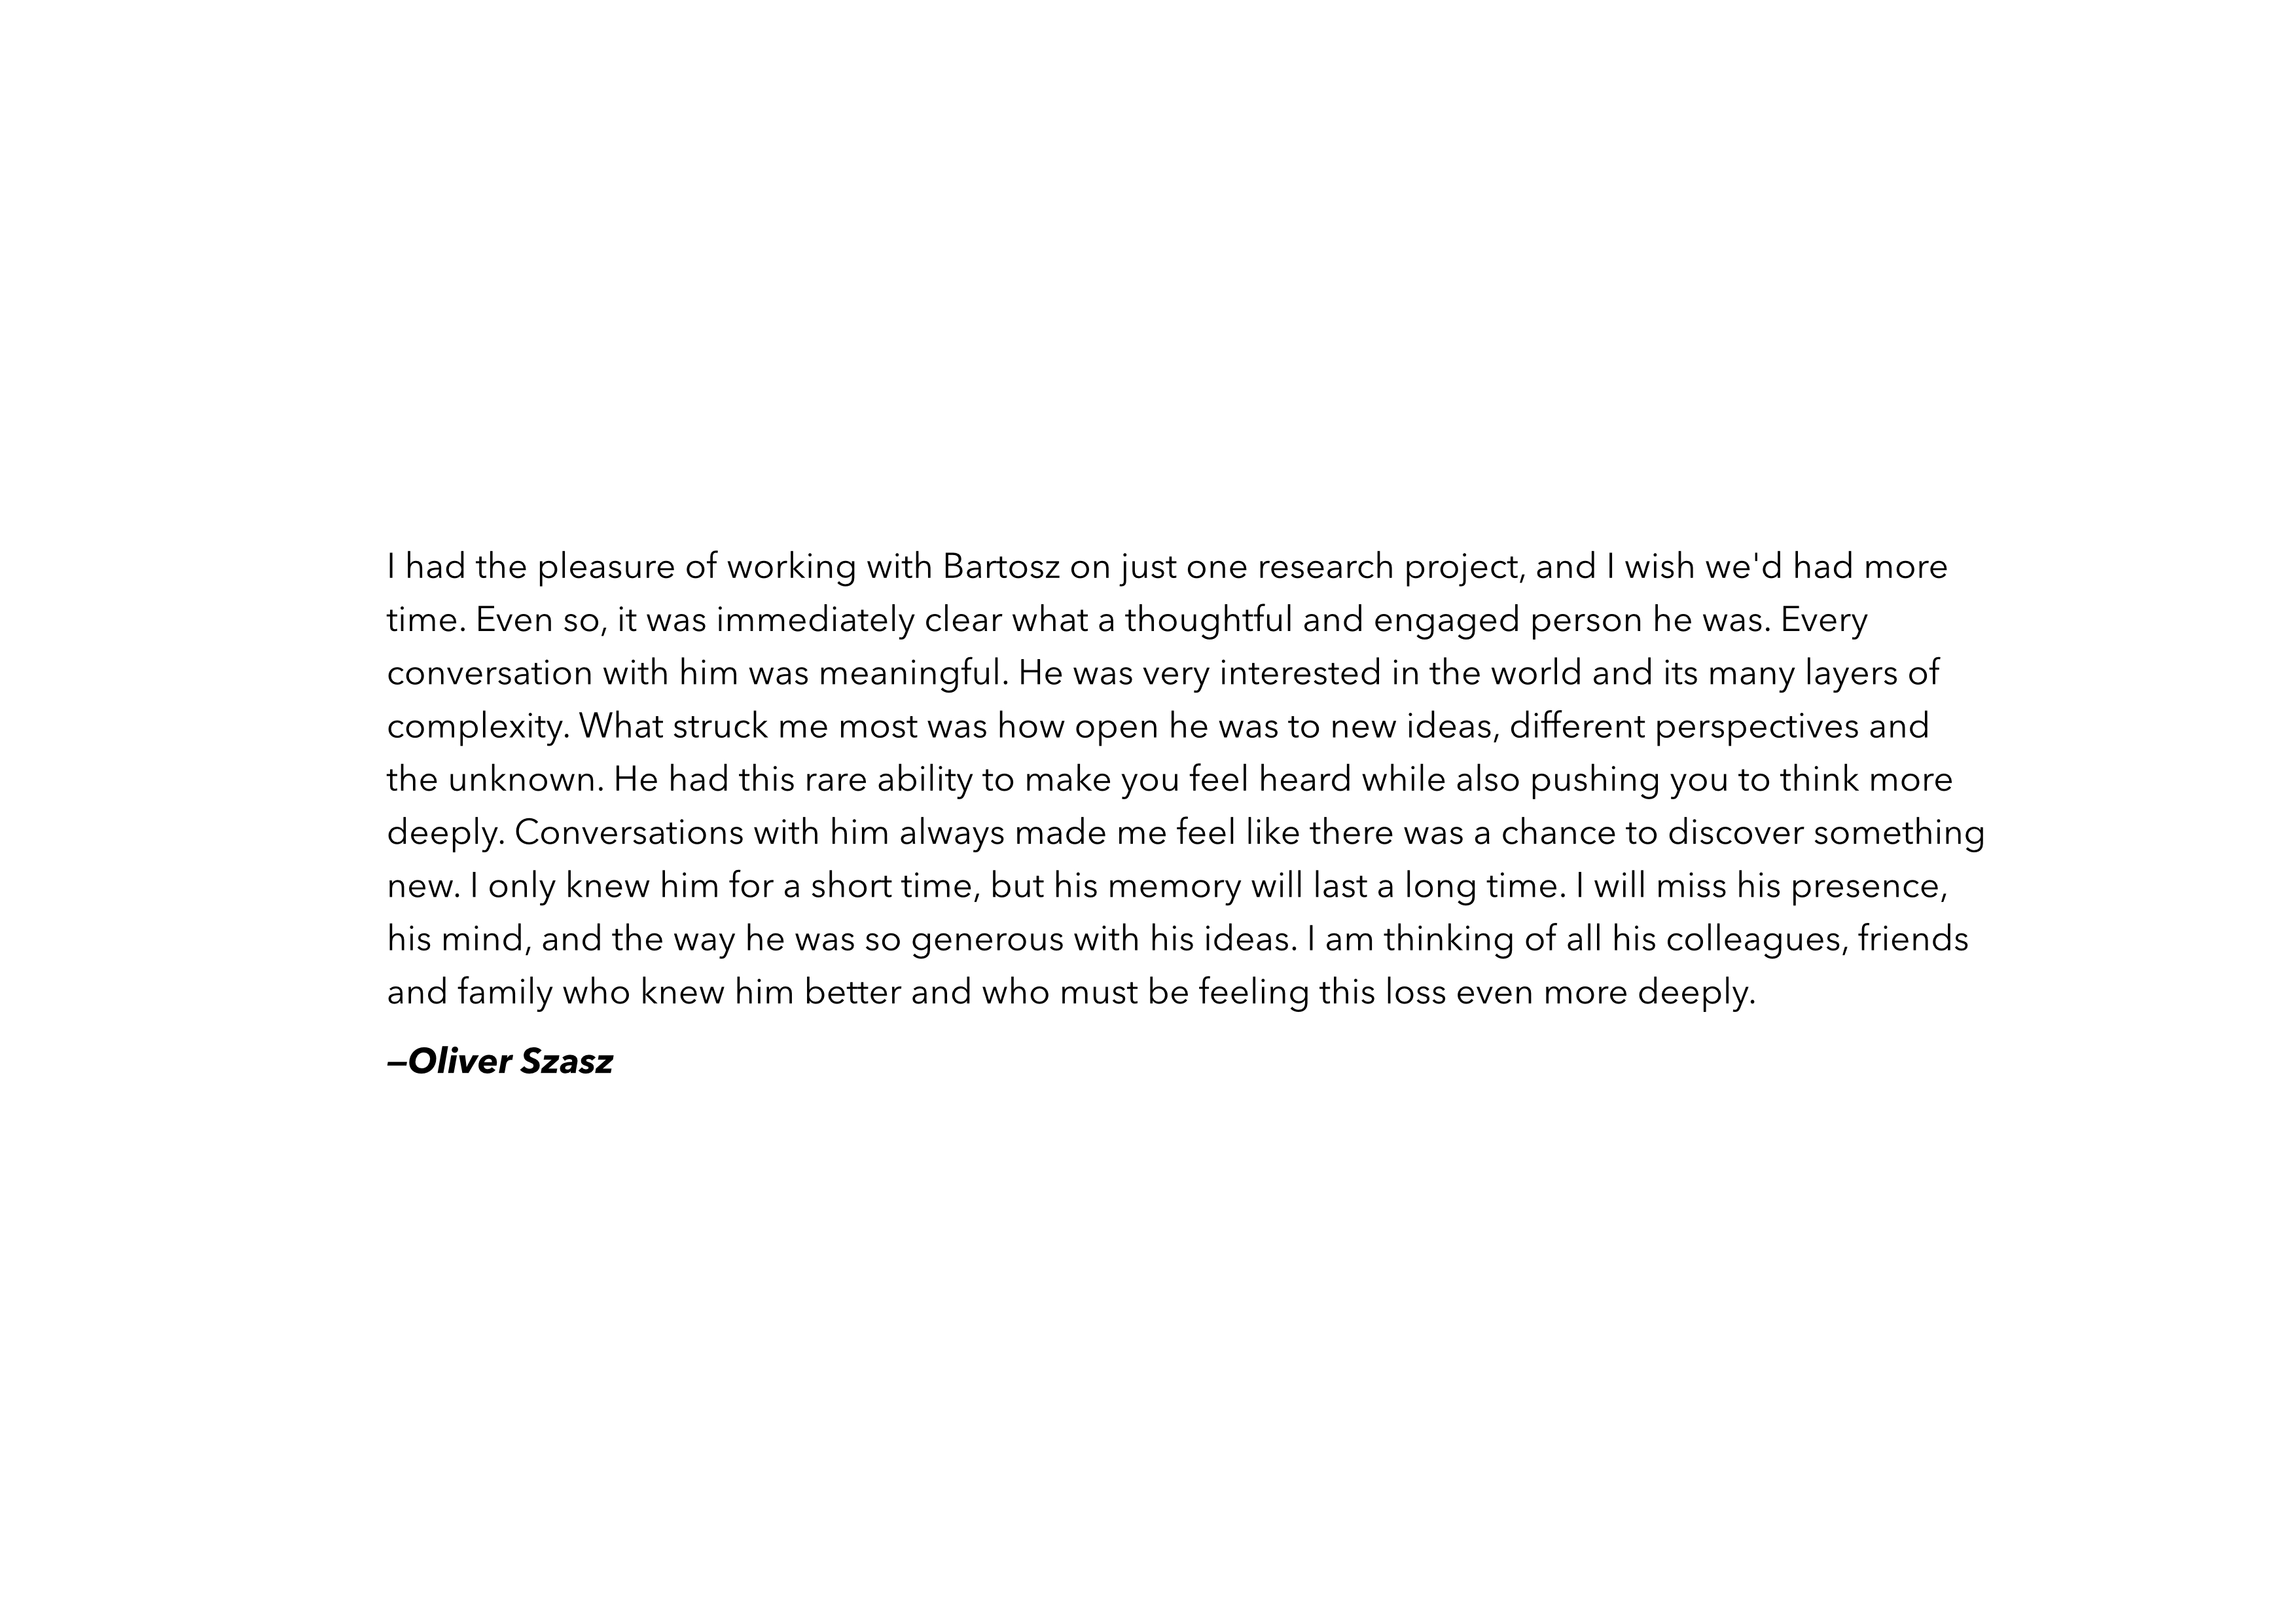 I had the pleasure of working with Bartosz on just one research project, and I wish we'd had more
time. Even so, it was immediately clear what a thoughtful and engaged person he was. Every
conversation with him was meaningful. He was very interested in the world and its many layers of
complexity. What struck me most was how open he was to new ideas, different perspectives and
the unknown. He had this rare ability to make you feel heard while also pushing you to think more
deeply. Conversations with him always made me feel like there was a chance to discover something
new. I only knew him for a short time, but his memory will last a long time. I will miss his presence,
his mind, and the way he was so generous with his ideas. I am thinking of all his colleagues, friends
and family who knew him better and who must be feeling this loss even more deeply.
—Oliver Szasz